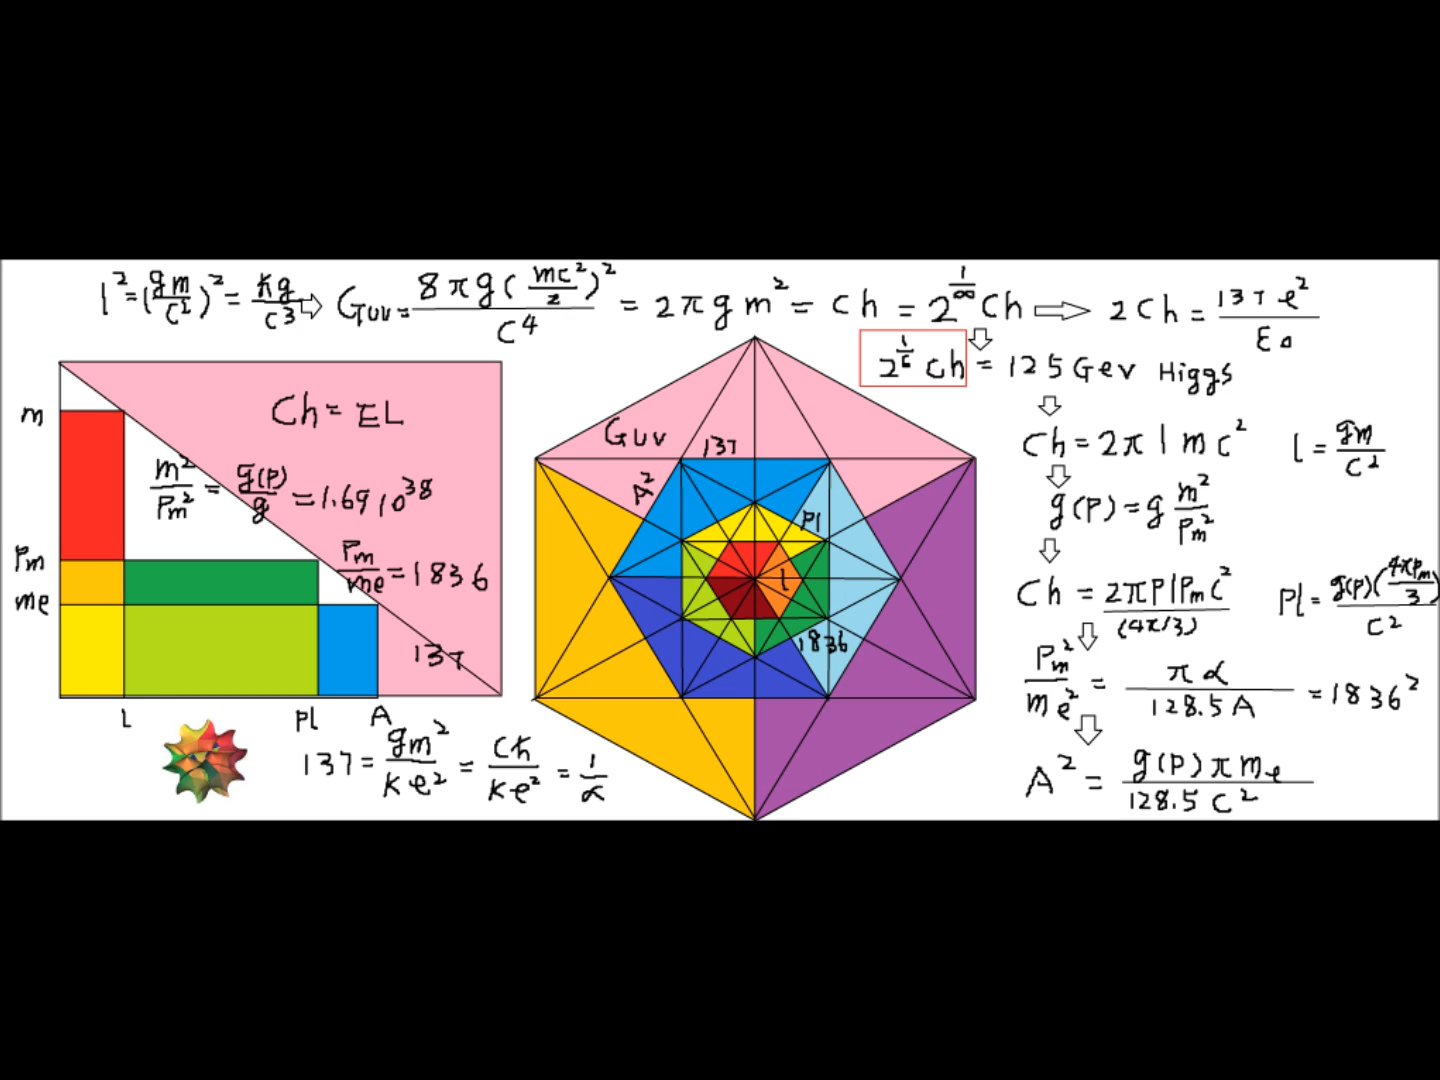 l² = (gm/c²)² = ħg/c³ ⇨ Guv = 8πg(mc²/2)²/c⁴ = 2πgm² = ch = 2^(1/∞) Ch ⇨ 2Ch = 137e²/ε0
2^(1/6) ch = 125 Gev Higgs
Ch = 2π l m c²  l = gm/c²
g(p) = g m²/Pm²
Ch = 2πPlPmc²/(4π/3)  Pl = g(p)(4πPm/3)/c²
Pm²/me² = πα/128.5A = 1836²
A² = g(p)πme/128.5c²
Ch = EL
m
m²/Pm² = g(p)/g = 1.69 10³⁸
Pm
Pm/me = 1836
me
137
l Pl A
137 = gm²/ke² = cħ/ke² = 1/α
Guv
137
A²
Pl
l
1836